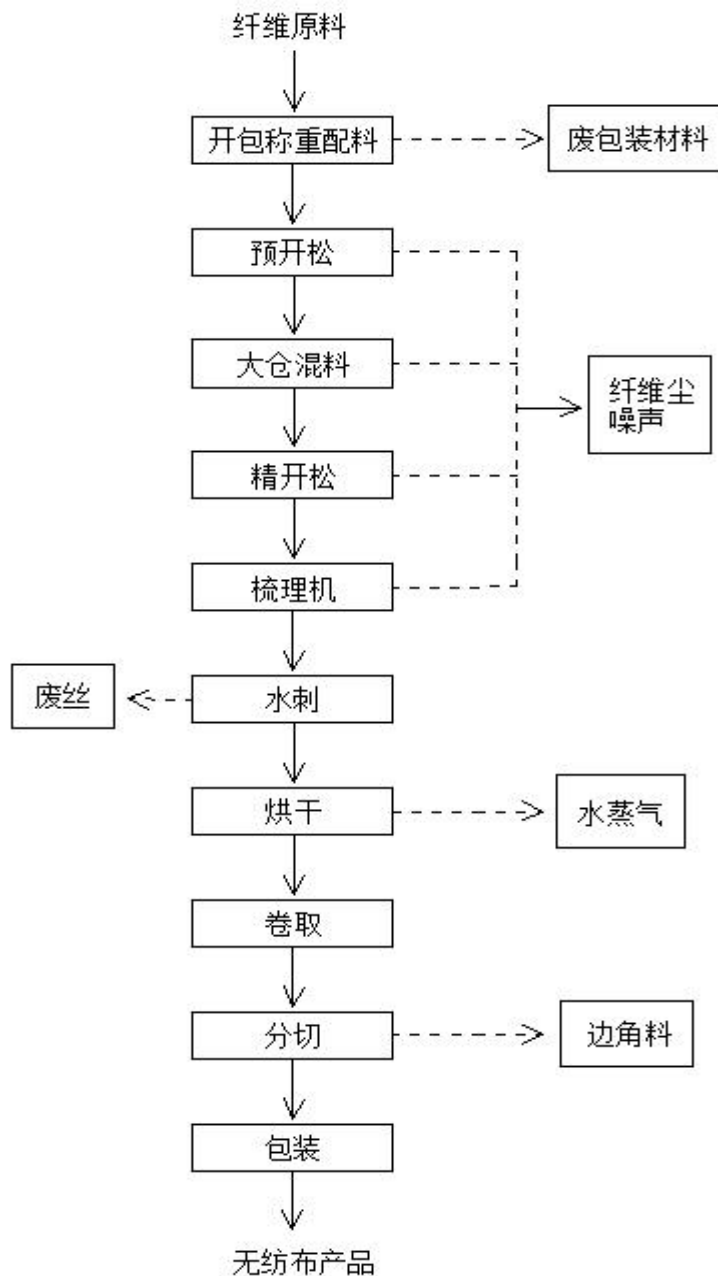 纤维原料
开包称重配料
废包装材料
预开松
大仓混料
纤维尘
噪声
精开松
梳理机
废丝
水刺
烘干
水蒸气
卷取
分切
边角料
包装
无纺布产品